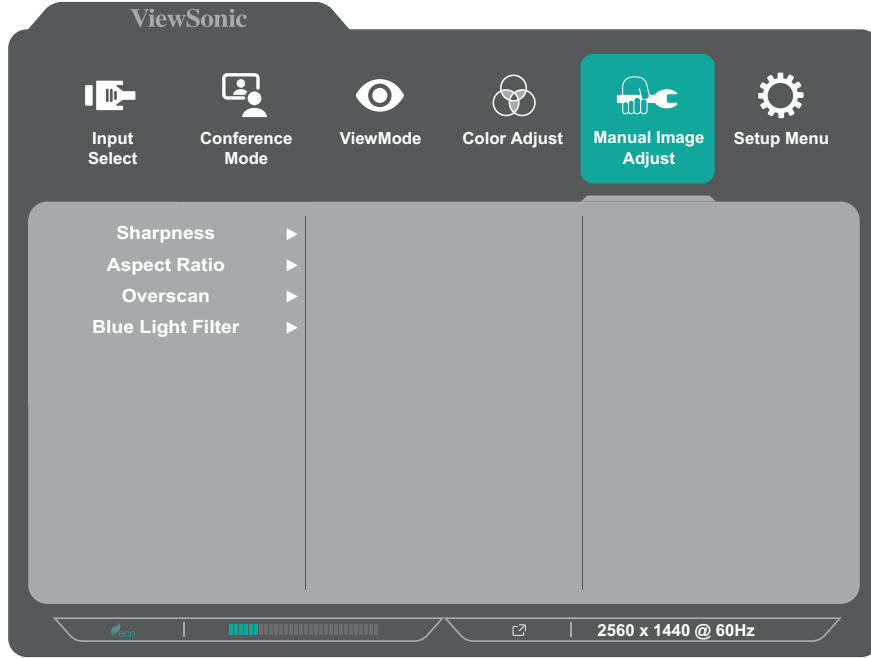 ViewSonic
Input
Select
Conference
Mode
ViewMode
Color Adjust
Manual Image
Adjust
Setup Menu
Sharpness
Aspect Ratio
Overscan
Blue Light Filter
eco
2560 x 1440 @ 60Hz